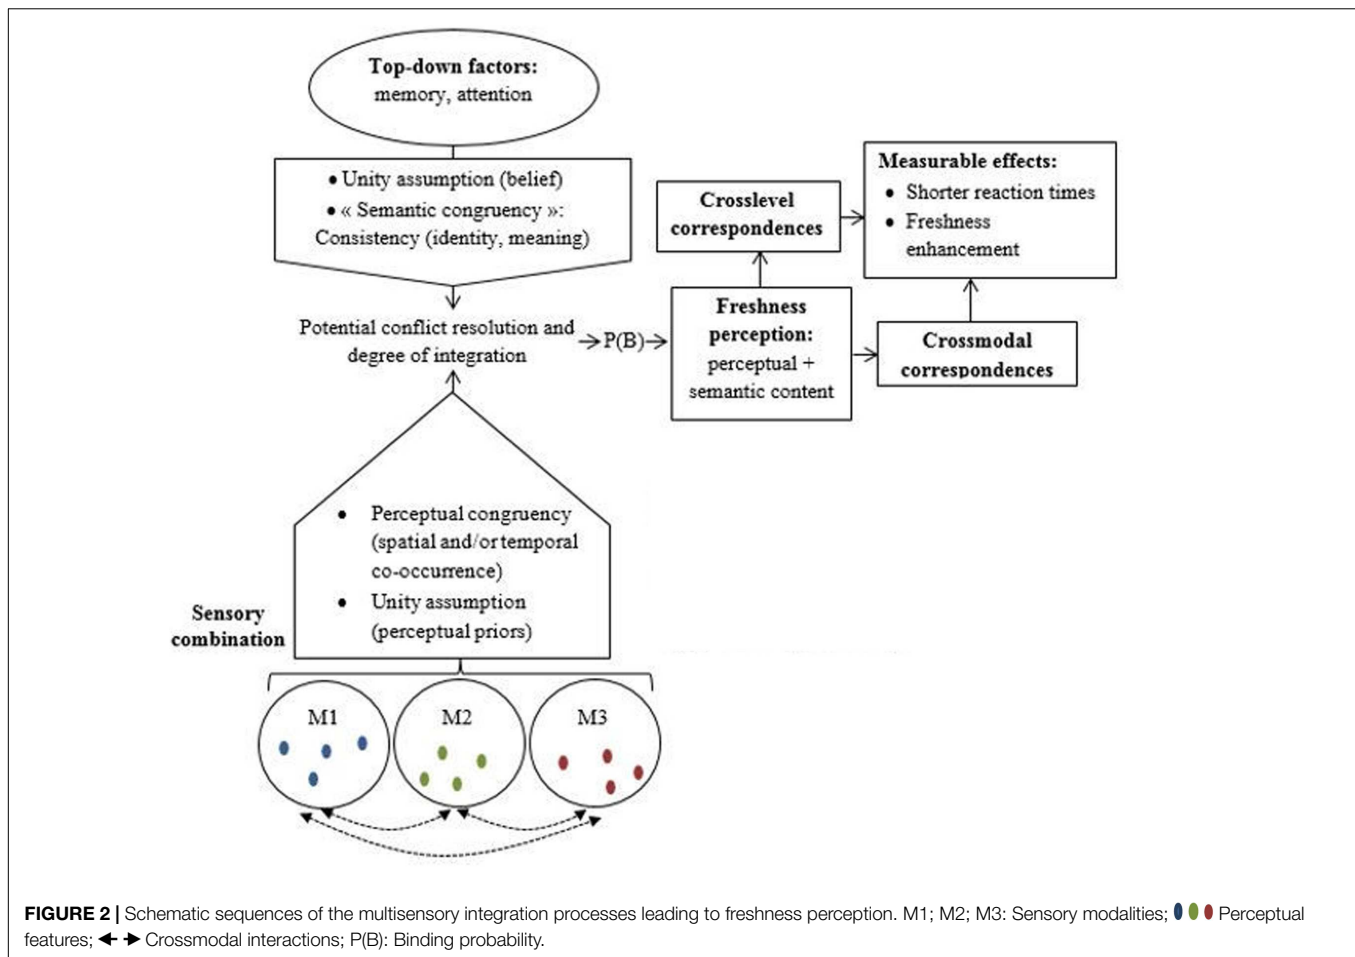 Top-down factors:
memory, attention
• Unity assumption (belief)
• « Semantic congruency »:
Consistency (identity, meaning)
Potential conflict resolution and
degree of integration
P(B)
Freshness
perception:
perceptual +
semantic content
Crosslevel
correspondences
Crossmodal
correspondences
Measurable effects:
• Shorter reaction times
• Freshness
enhancement
• Perceptual congruency
(spatial and/or temporal
co-occurrence)
• Unity assumption
(perceptual priors)
Sensory
combination
M1
M2
M3
FIGURE 2 | Schematic sequences of the multisensory integration processes leading to freshness perception. M1; M2; M3: Sensory modalities; Perceptual
features; Crossmodal interactions; P(B): Binding probability.